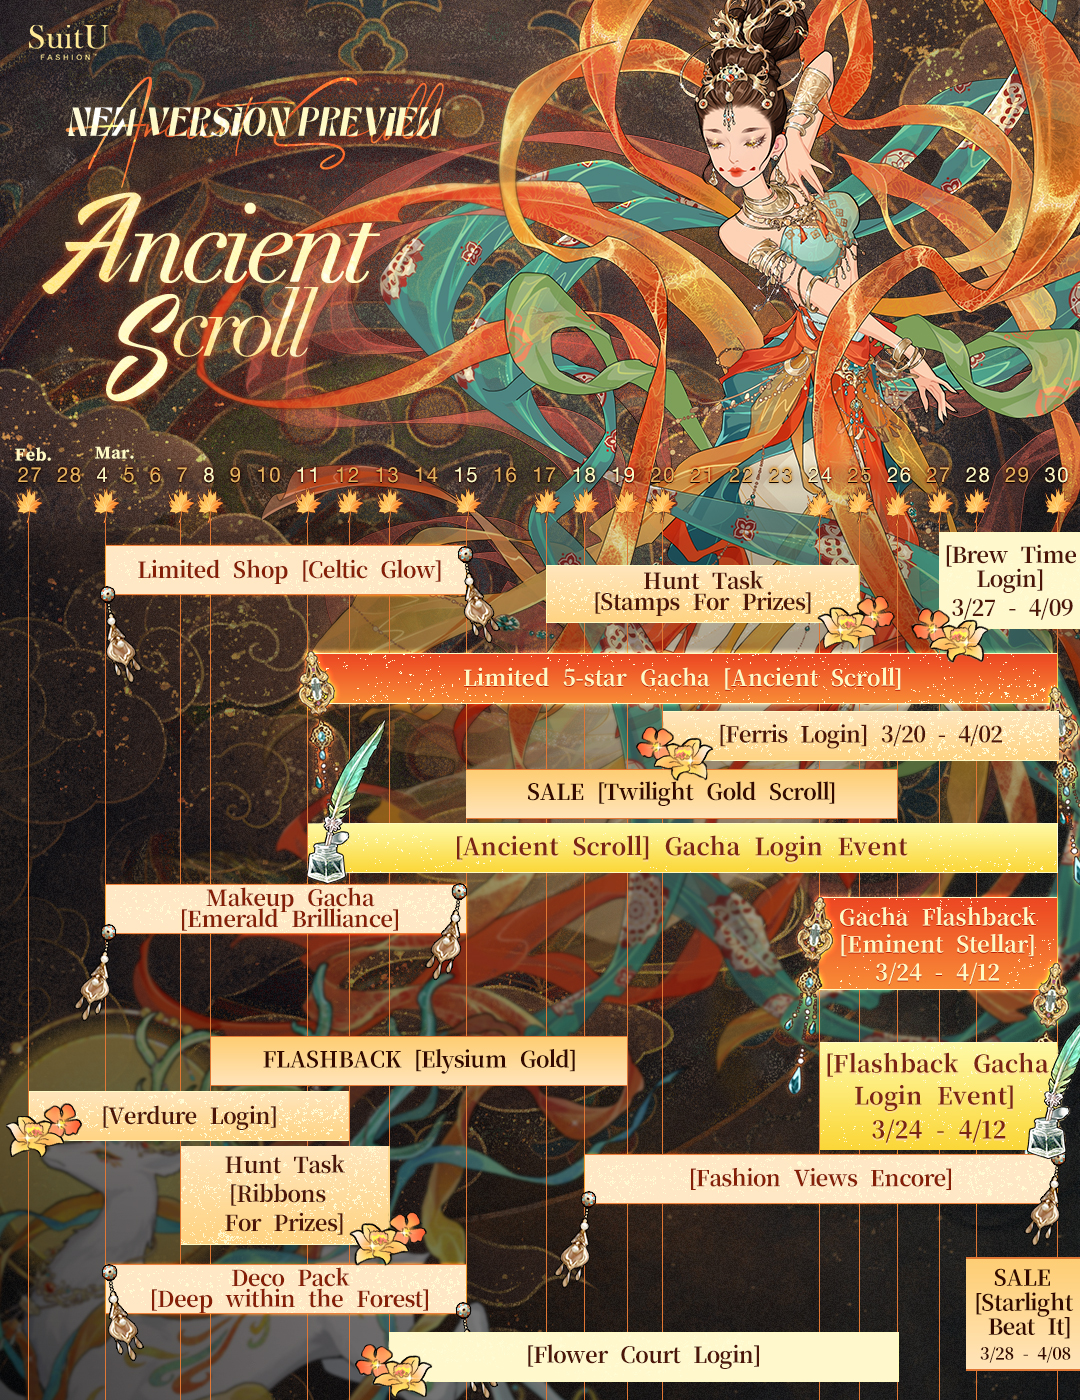 SuitU
FASHION
NEW VERSION PREVIEW
Ancient
Scroll
Feb. Mar.
27 28 4 5 6 7 8 9 10 11 12 13 14 15 16 17 18 19 20 21 22 23 24 25 26 27 28 29 30
[Brew Time
Login]
3/27 - 4/09
Limited Shop [Celtic Glow]
Hunt Task
[Stamps For Prizes]
Limited 5-star Gacha [Ancient Scroll]
[Ferris Login] 3/20 - 4/02
SALE [Twilight Gold Scroll]
[Ancient Scroll] Gacha Login Event
Makeup Gacha
[Emerald Brilliance]
Gacha Flashback
[Eminent Stellar]
3/24 - 4/12
FLASHBACK [Elysium Gold]
[Flashback Gacha
Login Event]
3/24 - 4/12
[Verdure Login]
Hunt Task
[Ribbons
For Prizes]
[Fashion Views Encore]
Deco Pack
[Deep within the Forest]
SALE
[Starlight
Beat It]
3/28 - 4/08
[Flower Court Login]